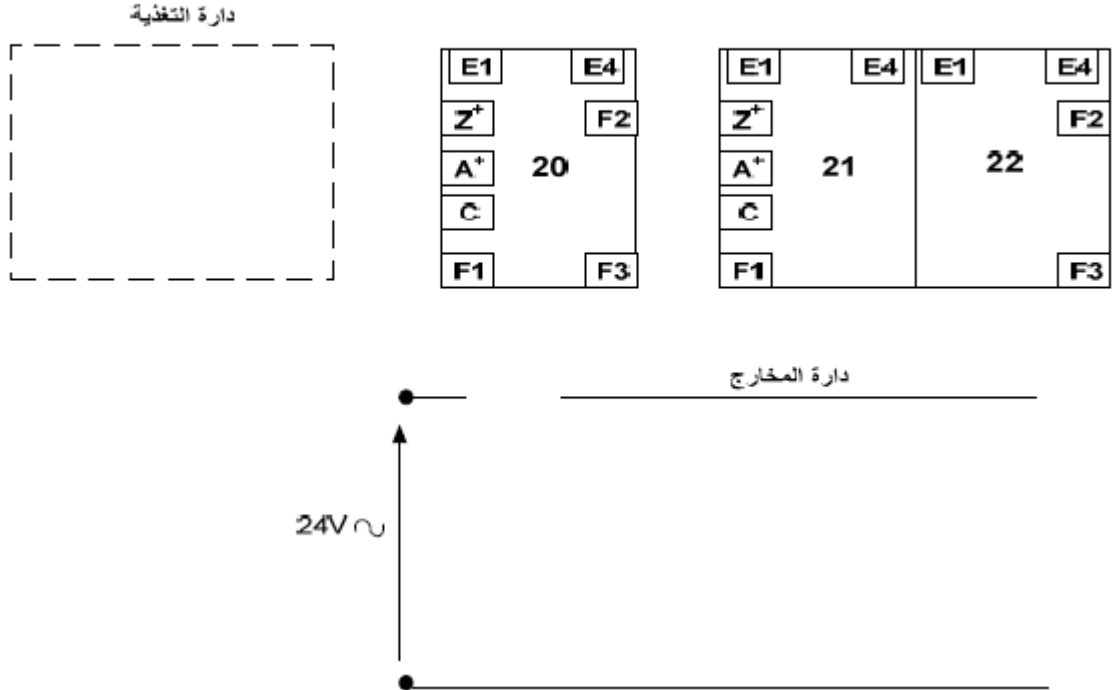 دارة التغذية
E1 E4 E1 E4 E1 E4
Z+ F2 Z+ F2
A+ 20 A+ 21 22
C C
F1 F3 F1 F3
دارة المخارج
24V ~